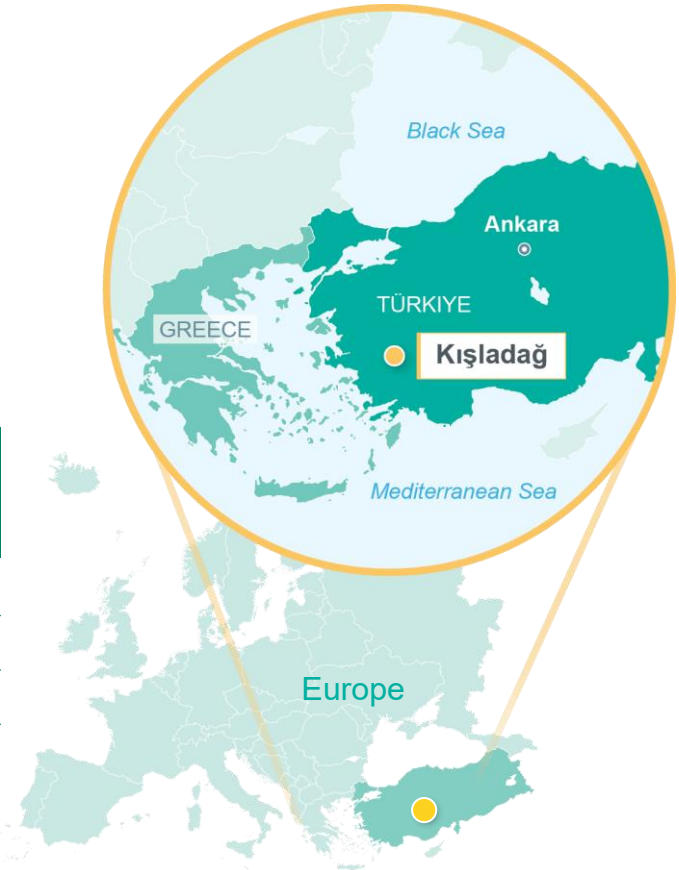 Black Sea
Ankara
TÜRKIYE
GREECE
Kışladağ
Mediterranean Sea
Europe